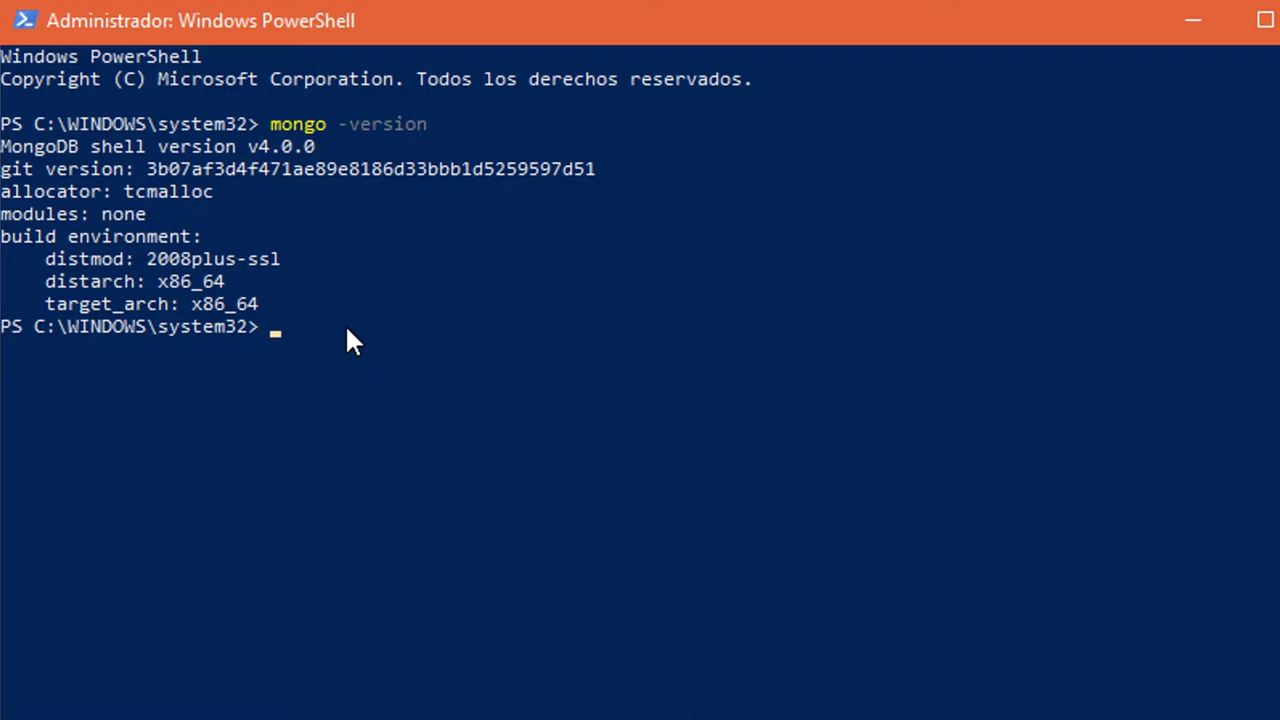 Administrador: Windows PowerShell
Windows PowerShell
Copyright (C) Microsoft Corporation. Todos los derechos reservados.
PS C:\WINDOWS\system32> mongo -version
MongoDB shell version v4.0.0
git version: 3b07af3d4f471ae89e8186d33bbb1d5259597d51
allocator: tcmalloc
modules: none
build environment:
    distmod: 2008plus-ssl
    distarch: x86_64
    target_arch: x86_64
PS C:\WINDOWS\system32>